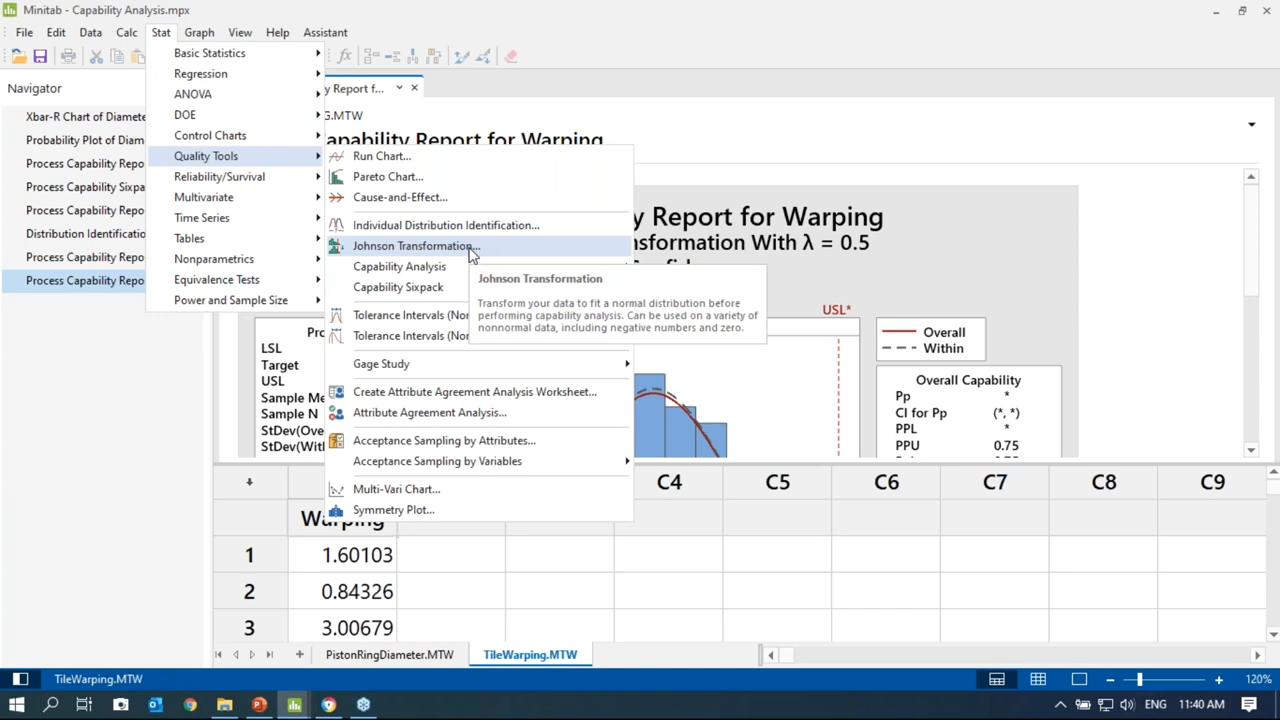 Minitab - Capability Analysis.mpx
File Edit Data Calc Stat Graph View Help Assistant
Navigator
Xbar-R Chart of Diamete
Probability Plot of Diam
Process Capability Repo
Process Capability Sixpa
Process Capability Repo
Distribution Identificatio
Process Capability Repo
Process Capability Repo
Basic Statistics
Regression
ANOVA
DOE
Control Charts
Quality Tools
Reliability/Survival
Multivariate
Time Series
Tables
Nonparametrics
Equivalence Tests
Power and Sample Size
Run Chart...
Pareto Chart...
Cause-and-Effect...
Individual Distribution Identification...
Johnson Transformation...
Capability Analysis
Capability Sixpack
Tolerance Intervals (Nor
Tolerance Intervals (Nor
Gage Study
Create Attribute Agreement Analysis Worksheet...
Attribute Agreement Analysis...
Acceptance Sampling by Attributes...
Acceptance Sampling by Variables
Multi-Vari Chart...
Symmetry Plot...
Johnson Transformation
Transform your data to fit a normal distribution before
performing capability analysis. Can be used on a variety of
nonnormal data, including negative numbers and zero.
y Report f...
G.MTW
Capability Report for Warping
y Report for Warping
nsformation With λ = 0.5
USL*
Pro
LSL
Target
USL
Sample Me
Sample N
StDev(Ove
StDev(With
Overall
Within
Overall Capability
Pp *
CI for Pp (*, *)
PPL *
PPU 0.75
C4 C5 C6 C7 C8 C9
Warping
1 1.60103
2 0.84326
3 3.00679
PistonRingDiameter.MTW TileWarping.MTW
TileWarping.MTW 120%
ENG 11:40 AM